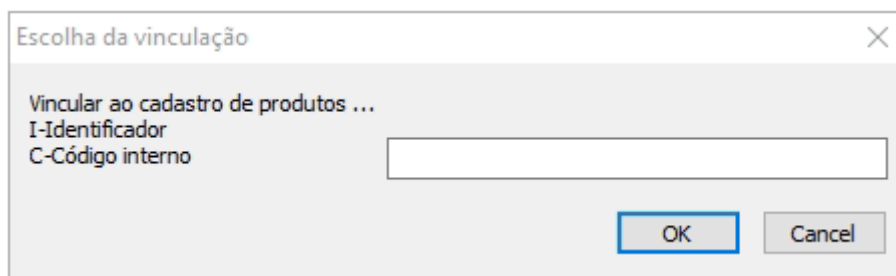 Escolha da vinculação
Vincular ao cadastro de produtos ...
I-Identificador
C-Código interno
OK
Cancel